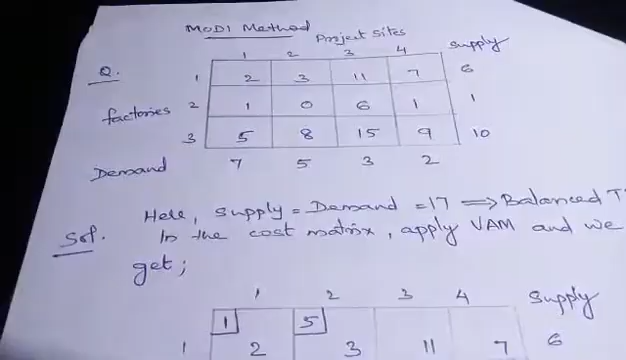 MODI Method
Project Sites
1 2 3 4 Supply
Q. 1 2 3 11 7 6
factories 2 1 0 6 1 1
3 5 8 15 9 10
Demand 7 5 3 2
Here, Supply = Demand = 17 ⟹ Balanced T
Sol. In the cost matrix, apply VAM and we
get;
1 2 3 4 Supply
1 5
1 2 3 11 7 6